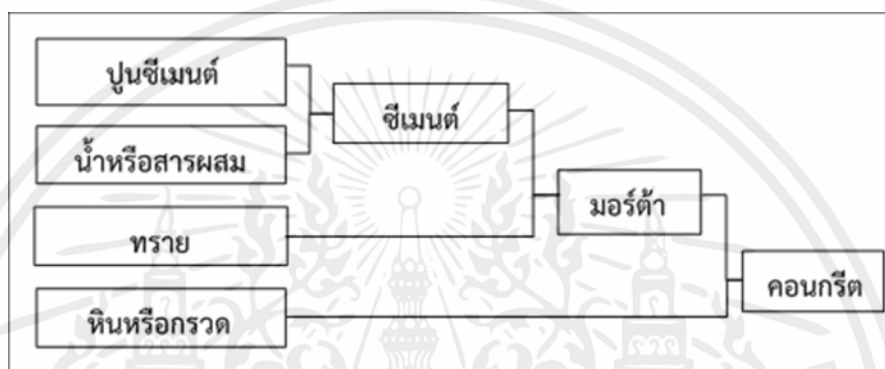 ปูนซีเมนต์
น้ำหรือสารผสม
ทราย
หินหรือกรวด
ซีเมนต์
มอร์ต้า
คอนกรีต